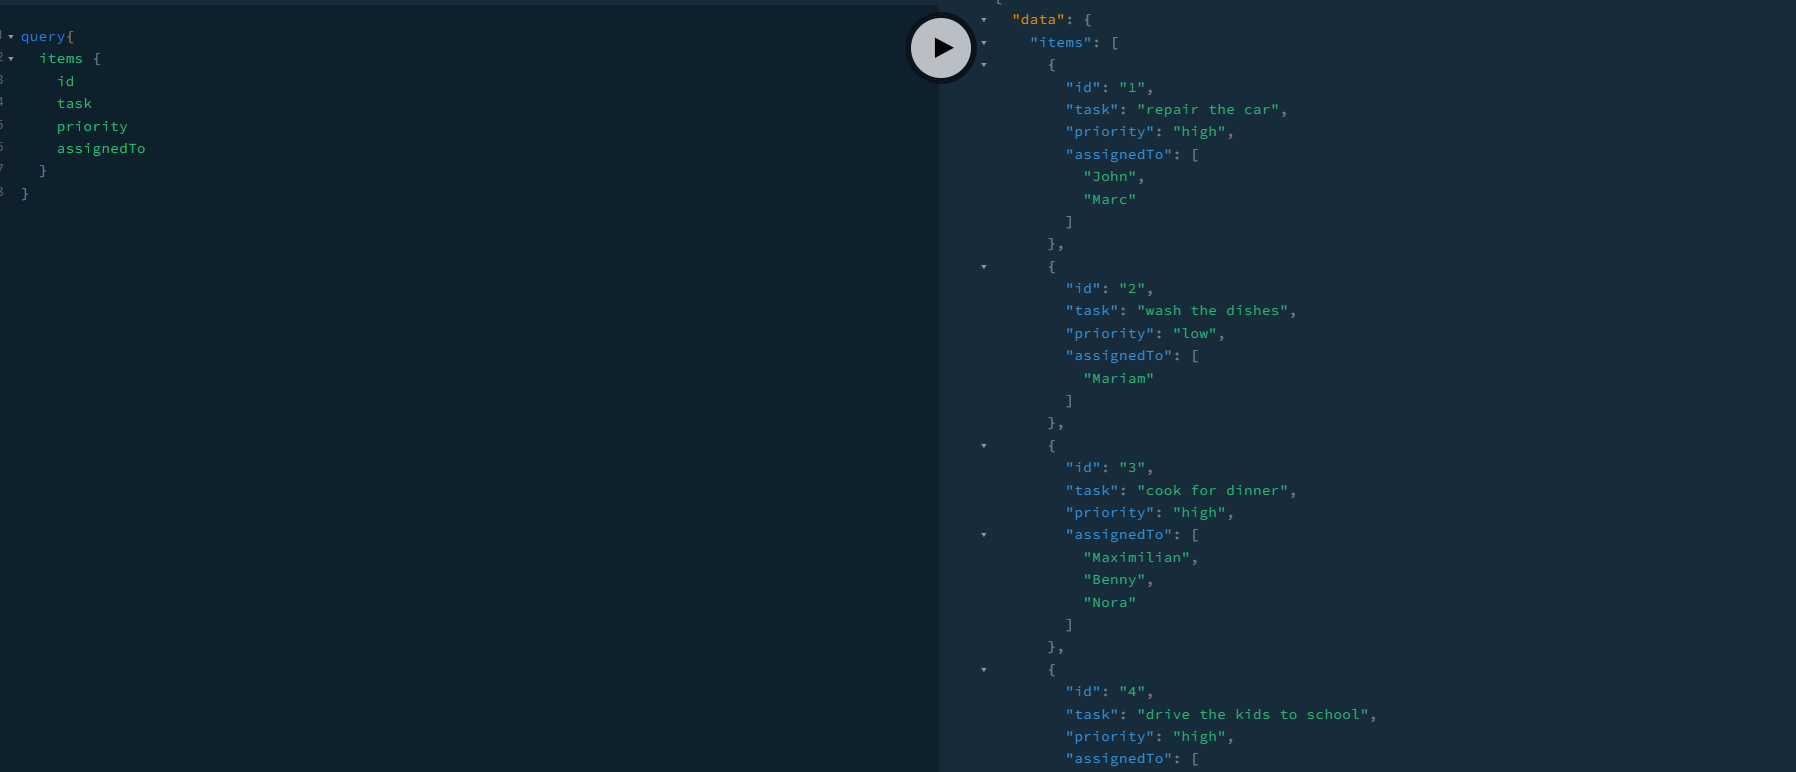 1 query{
2 items {
3 id
4 task
5 priority
6 assignedTo
7 }
8 }
{
"data": {
"items": [
{
"id": "1",
"task": "repair the car",
"priority": "high",
"assignedTo": [
"John",
"Marc"
]
},
{
"id": "2",
"task": "wash the dishes",
"priority": "low",
"assignedTo": [
"Mariam"
]
},
{
"id": "3",
"task": "cook for dinner",
"priority": "high",
"assignedTo": [
"Maximilian",
"Benny",
"Nora"
]
},
{
"id": "4",
"task": "drive the kids to school",
"priority": "high",
"assignedTo": [